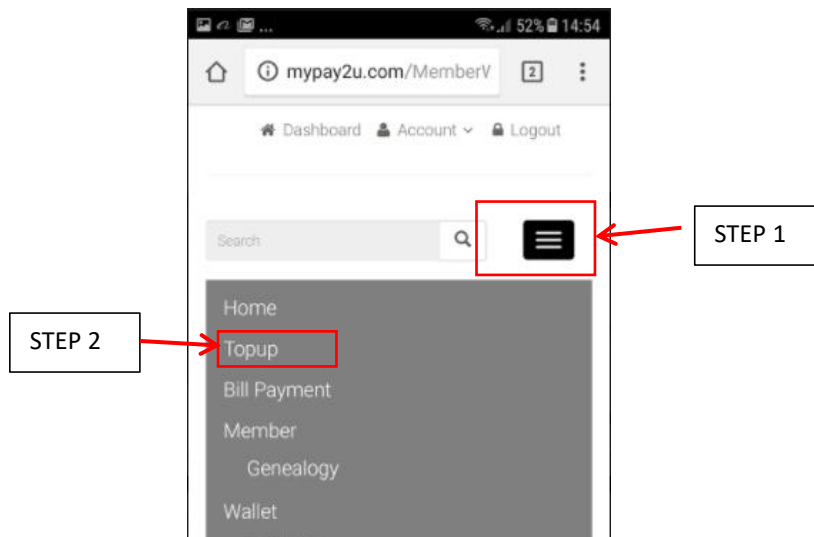 ... 52% 14:54
mypay2u.com/MemberV 2
Dashboard Account Logout
Search
STEP 1
Home
STEP 2
Topup
Bill Payment
Member
Genealogy
Wallet